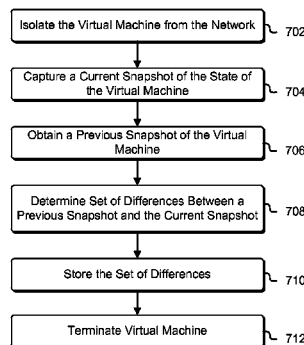 Isolate the Virtual Machine from the Network
702
Capture a Current Snapshot of the State of
the Virtual Machine
704
Obtain a Previous Snapshot of the Virtual
Machine
706
Determine Set of Differences Between a
Previous Snapshot and the Current Snapshot
708
Store the Set of Differences
710
Terminate Virtual Machine
712